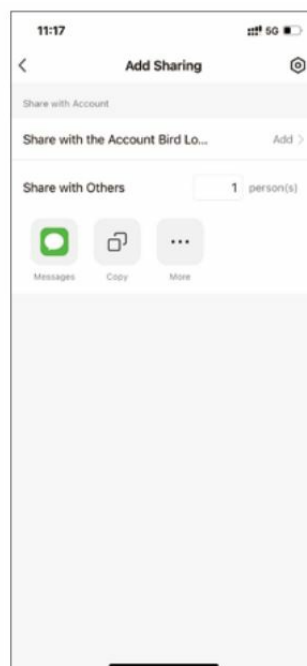 11:17 5G
Add Sharing
Share with Account
Share with the Account Bird Lo... Add >
Share with Others 1 person(s)
Messages Copy More